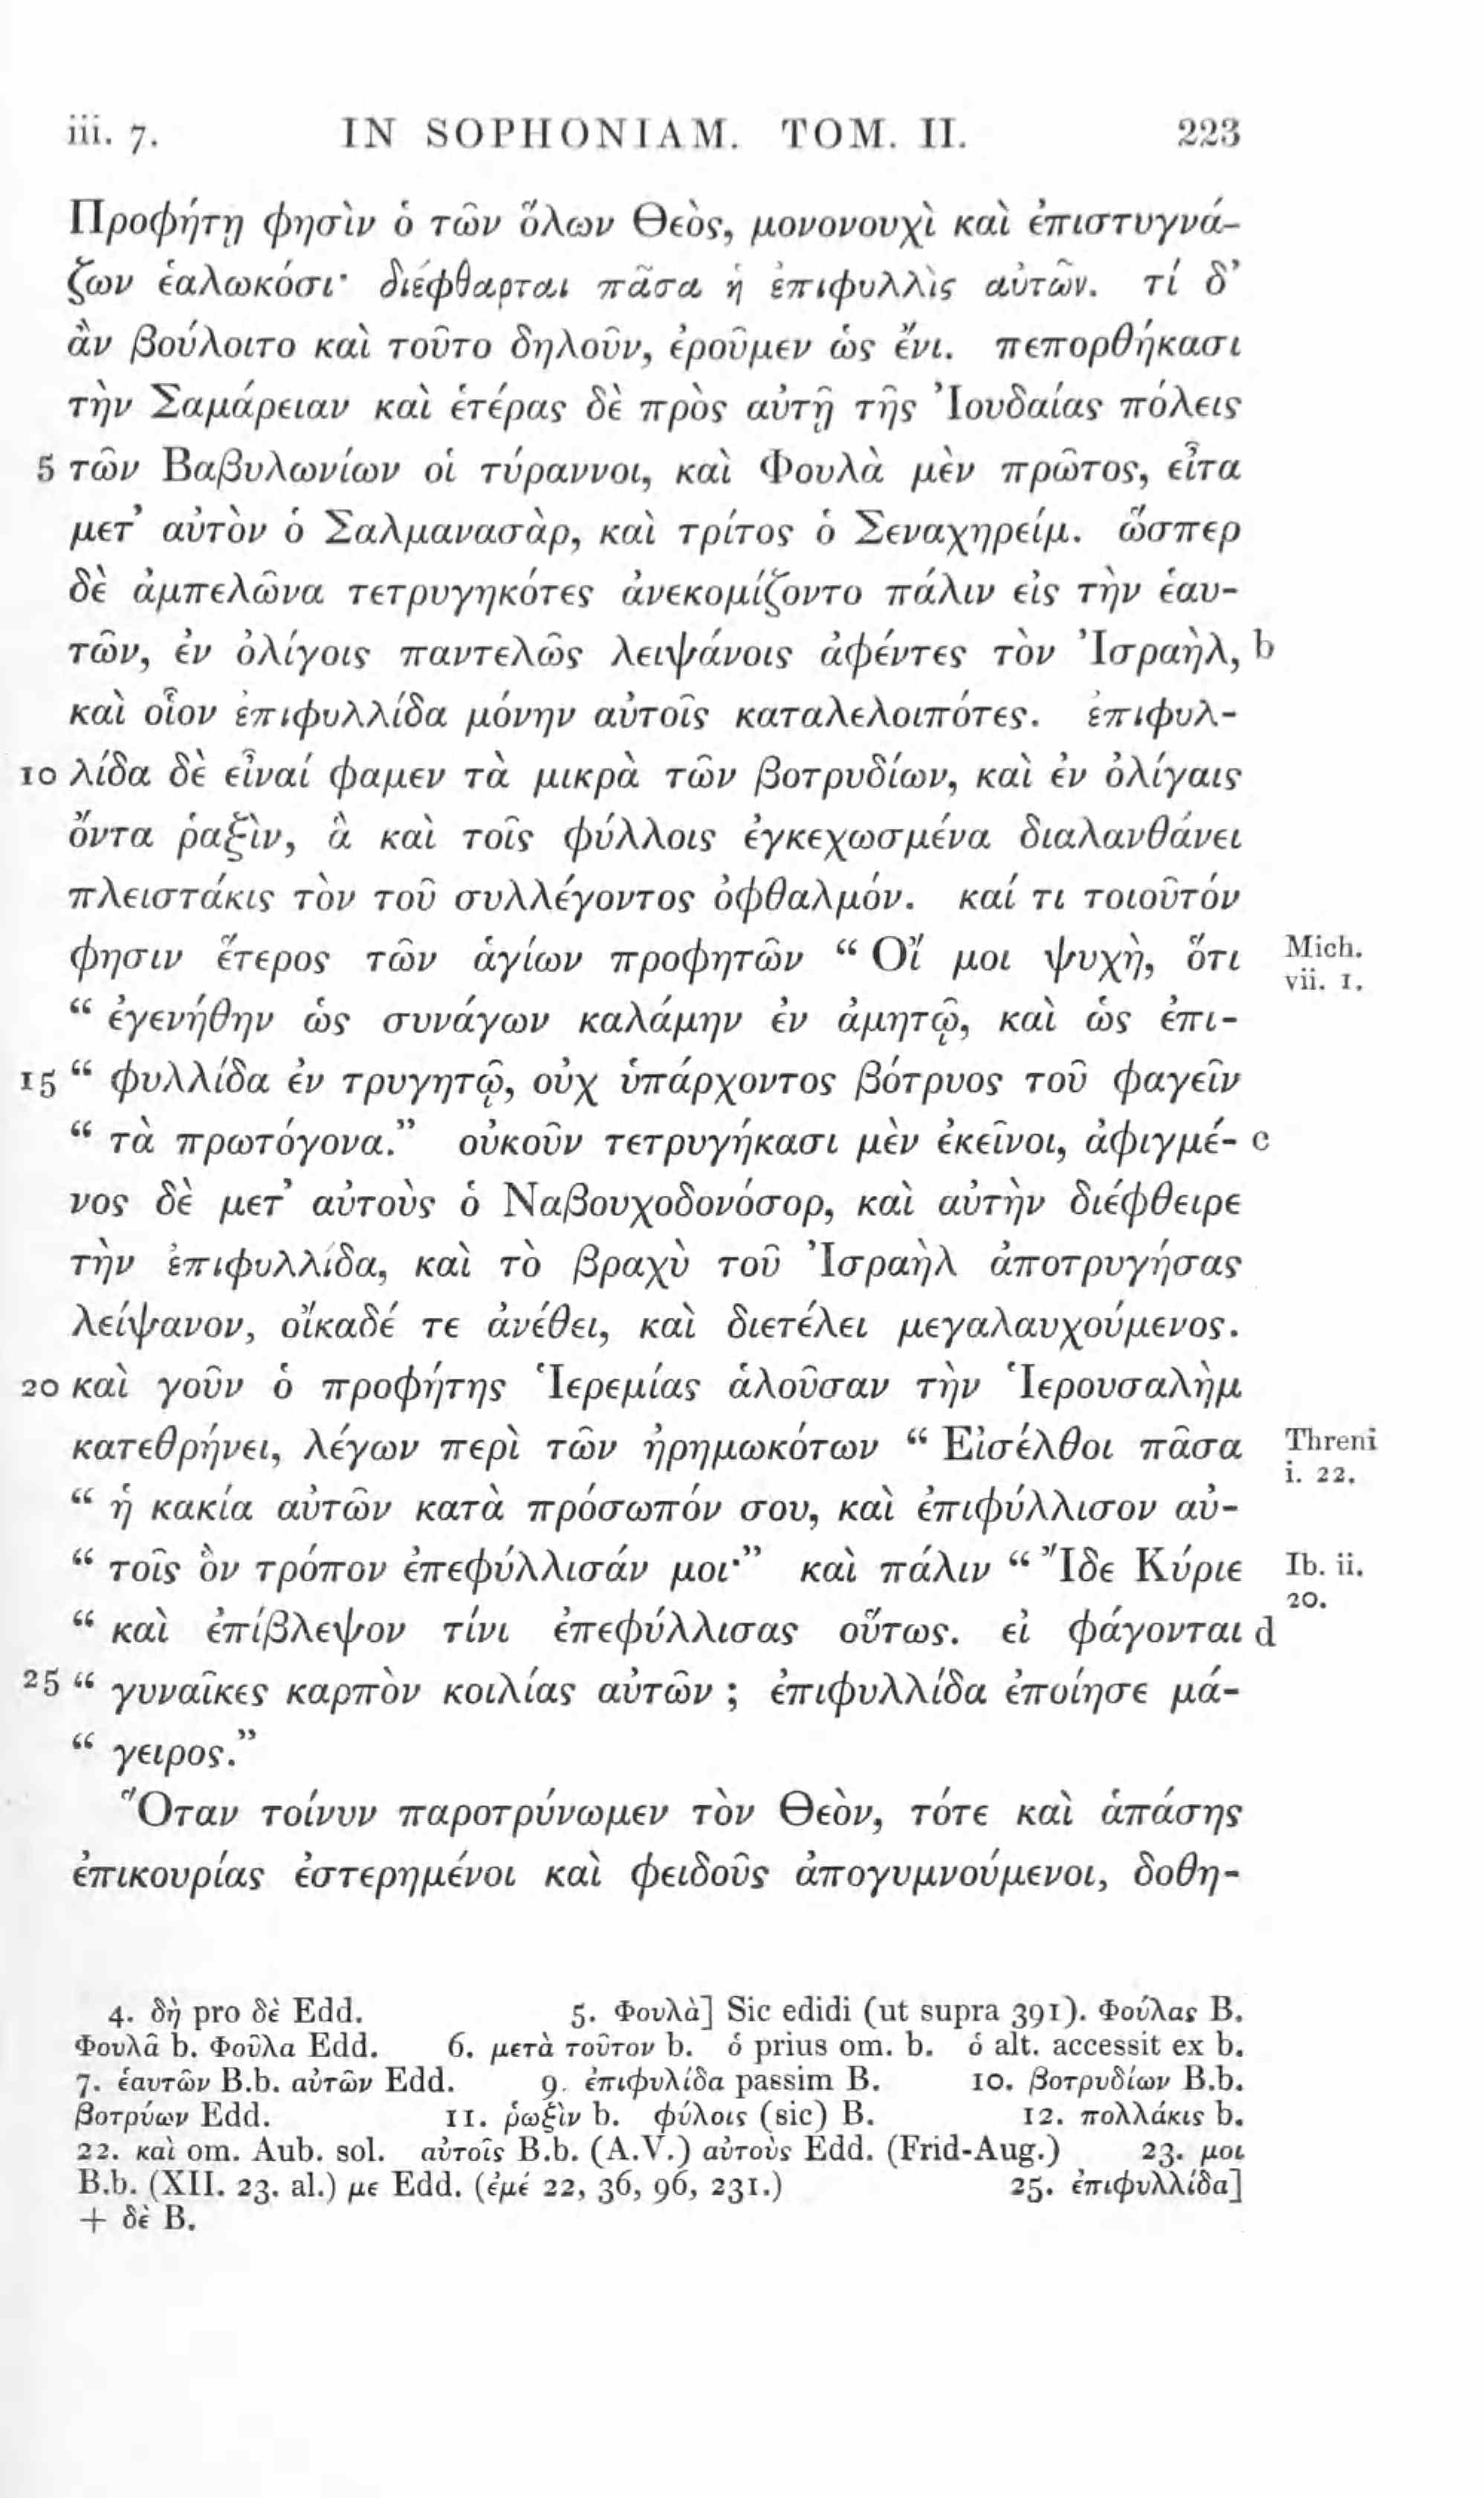 iii. 7. IN SOPHONIAM. TOM. II. 223
Προφήτῃ φησὶν ὁ τῶν ὅλων Θεὸς, μονονουχὶ καὶ ἐπιστυγνά-
ζων ἑαλωκόσι· διέφθαρται πᾶσα ἡ ἐπιφυλλὶς αὐτῶν. τί δ’
ἂν βούλοιτο καὶ τοῦτο δηλοῦν, ἐροῦμεν ὡς ἔνι. πεπορθήκασι
τὴν Σαμάρειαν καὶ ἑτέρας δὲ πρὸς αὐτῇ τῆς Ἰουδαίας πόλεις
5 τῶν Βαβυλωνίων οἱ τύραννοι, καὶ Φουλὰ μὲν πρῶτος, εἶτα
μετ’ αὐτὸν ὁ Σαλμανασὰρ, καὶ τρίτος ὁ Σεναχηρείμ. ὥσπερ
δὲ ἀμπελῶνα τετρυγηκότες ἀνεκομίζοντο πάλιν εἰς τὴν ἑαυ-
τῶν, ἐν ὀλίγοις παντελῶς λειψάνοις ἀφέντες τὸν Ἰσραὴλ, b
καὶ οἷον ἐπιφυλλίδα μόνην αὐτοῖς καταλελοιπότες. ἐπιφυλ-
10 λίδα δὲ εἶναί φαμεν τὰ μικρὰ τῶν βοτρυδίων, καὶ ἐν ὀλίγαις
ὄντα ῥαξὶν, ἃ καὶ τοῖς φύλλοις ἐγκεχωσμένα διαλανθάνει
πλειστάκις τὸν τοῦ συλλέγοντος ὀφθαλμόν. καί τι τοιοῦτόν
φησιν ἕτερος τῶν ἁγίων προφητῶν “ Οἴ μοι ψυχὴ, ὅτι Mich. vii. 1.
“ ἐγενήθην ὡς συνάγων καλάμην ἐν ἀμητῷ, καὶ ὡς ἐπι-
15 “ φυλλίδα ἐν τρυγητῷ, οὐχ ὑπάρχοντος βότρυος τοῦ φαγεῖν
“ τὰ πρωτόγονα.” οὐκοῦν τετρυγήκασι μὲν ἐκεῖνοι, ἀφιγμέ- c
νος δὲ μετ’ αὐτοὺς ὁ Ναβουχοδονόσορ, καὶ αὐτὴν διέφθειρε
τὴν ἐπιφυλλίδα, καὶ τὸ βραχὺ τοῦ Ἰσραὴλ ἀποτρυγήσας
λείψανον, οἴκαδέ τε ἀνέθει, καὶ διετέλει μεγαλαυχούμενος.
20 καὶ γοῦν ὁ προφήτης Ἱερεμίας ἁλοῦσαν τὴν Ἱερουσαλὴμ
κατεθρήνει, λέγων περὶ τῶν ἠρημωκότων “ Εἰσέλθοι πᾶσα Threni i. 22.
“ ἡ κακία αὐτῶν κατὰ πρόσωπόν σου, καὶ ἐπιφύλλισον αὐ-
“ τοῖς ὃν τρόπον ἐπεφύλλισάν μοι·” καὶ πάλιν “ Ἴδε Κύριε Ib. ii. 20.
“ καὶ ἐπίβλεψον τίνι ἐπεφύλλισας οὕτως. εἰ φάγονται d
25 “ γυναῖκες καρπὸν κοιλίας αὐτῶν ; ἐπιφυλλίδα ἐποίησε μά-
“ γειρος.”
Ὅταν τοίνυν παροτρύνωμεν τὸν Θεὸν, τότε καὶ ἁπάσης
ἐπικουρίας ἐστερημένοι καὶ φειδοῦς ἀπογυμνούμενοι, δοθη-
4. δὴ pro δὲ Edd. 5. Φουλὰ] Sic edidi (ut supra 391). Φούλας B.
Φουλᾶ b. Φοῦλα Edd. 6. μετὰ τοῦτον b. ὁ prius om. b. ὁ alt. accessit ex b.
7. ἑαυτῶν B.b. αὐτῶν Edd. 9. ἐπιφυλίδα passim B. 10. βοτρυδίων B.b.
βοτρύων Edd. 11. ῥωξὶν b. φύλοις (sic) B. 12. πολλάκις b.
22. καὶ om. Aub. sol. αὐτοῖς B.b. (A.V.) αὐτοὺς Edd. (Frid-Aug.) 23. μοι
B.b. (XII. 23. al.) με Edd. (ἐμέ 22, 36, 96, 231.) 25. ἐπιφυλλίδα]
+ δὲ B.